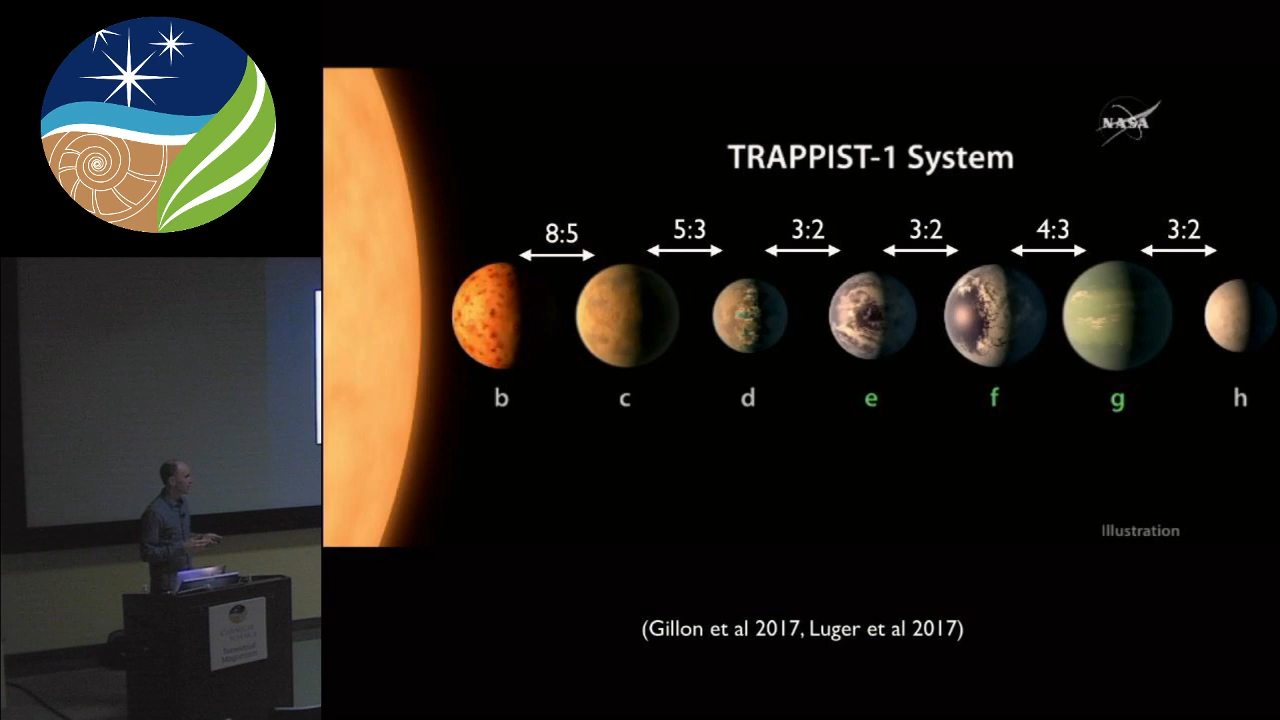 NASA
TRAPPIST-1 System
8:5 5:3 3:2 3:2 4:3 3:2
b c d e f g h
Illustration
(Gillon et al 2017, Luger et al 2017)